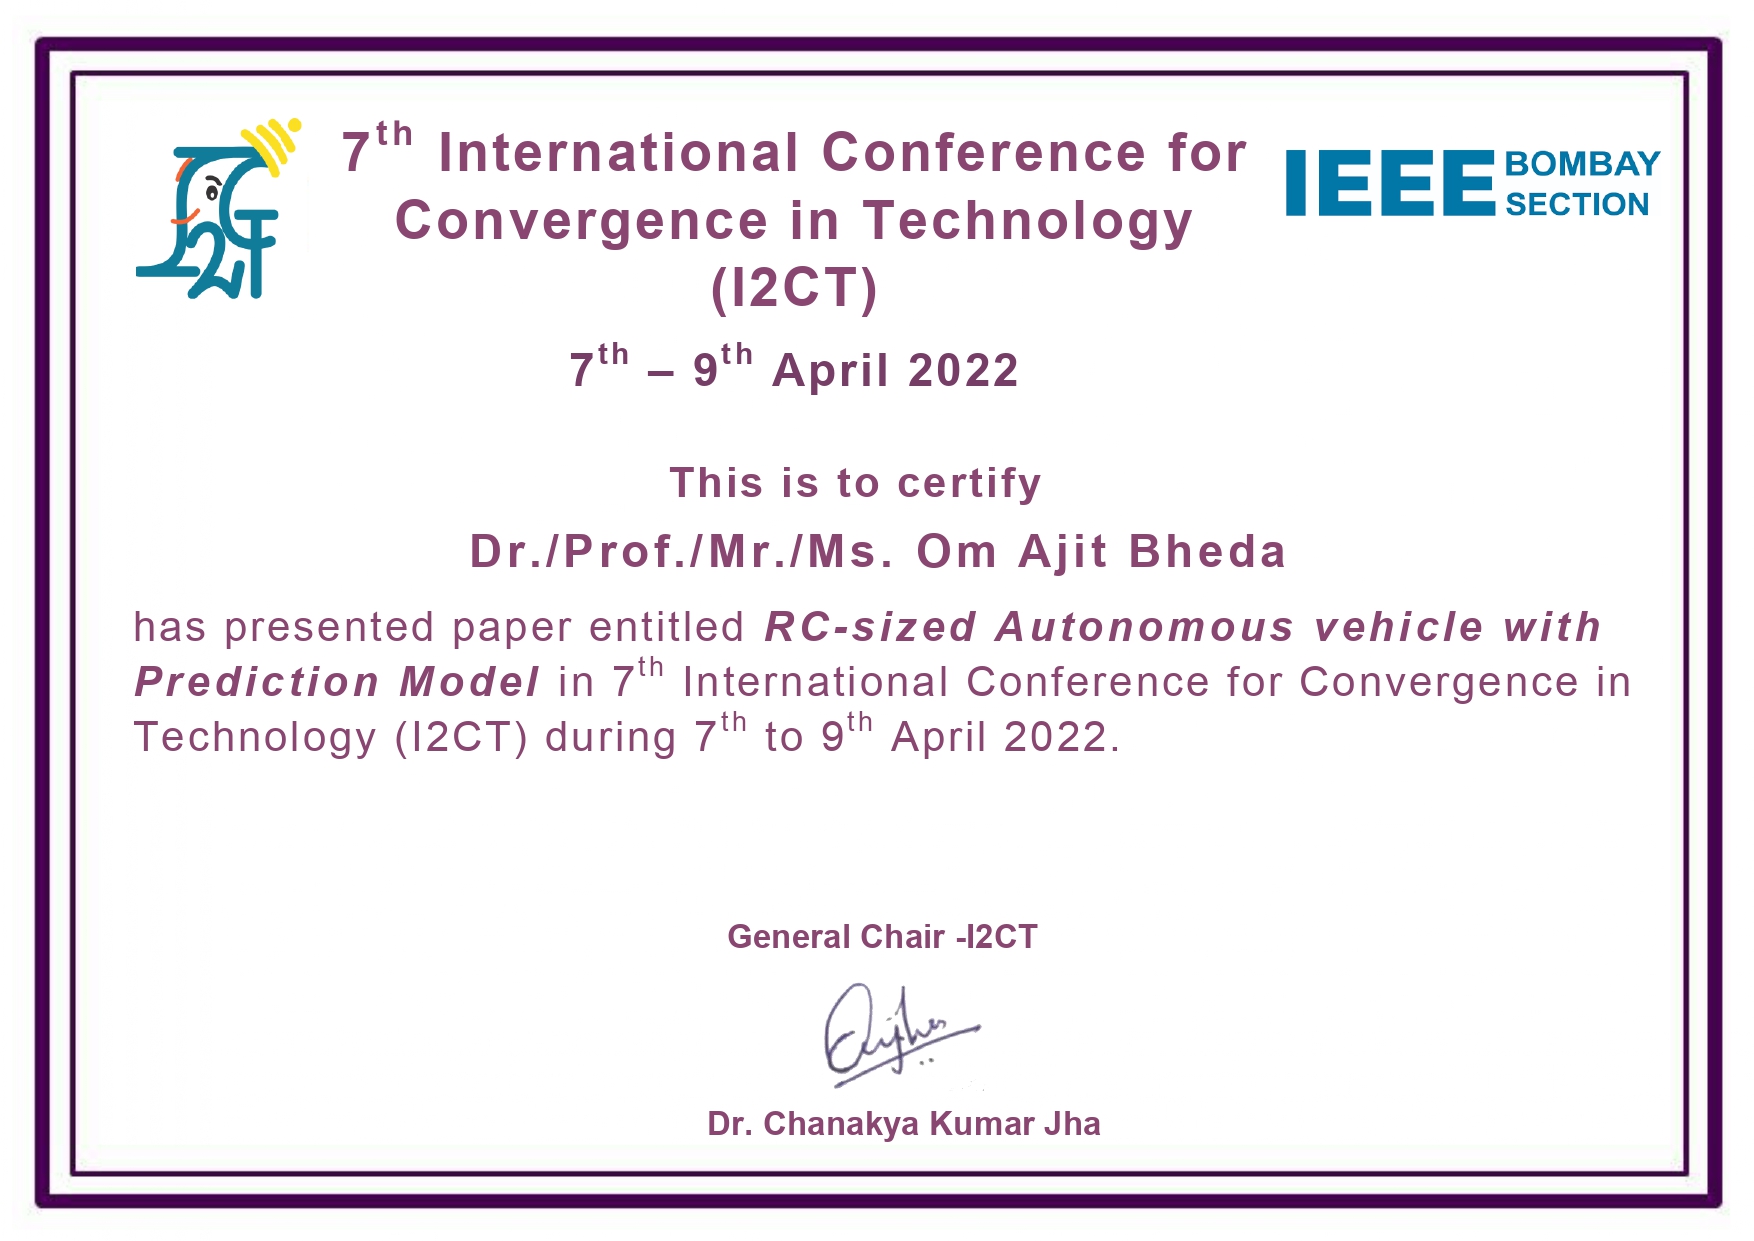 7th International Conference for
Convergence in Technology
(I2CT)
IEEE BOMBAY
SECTION
7th – 9th April 2022
This is to certify
Dr./Prof./Mr./Ms. Om Ajit Bheda
has presented paper entitled RC-sized Autonomous vehicle with
Prediction Model in 7th International Conference for Convergence in
Technology (I2CT) during 7th to 9th April 2022.
General Chair -I2CT
Dr. Chanakya Kumar Jha